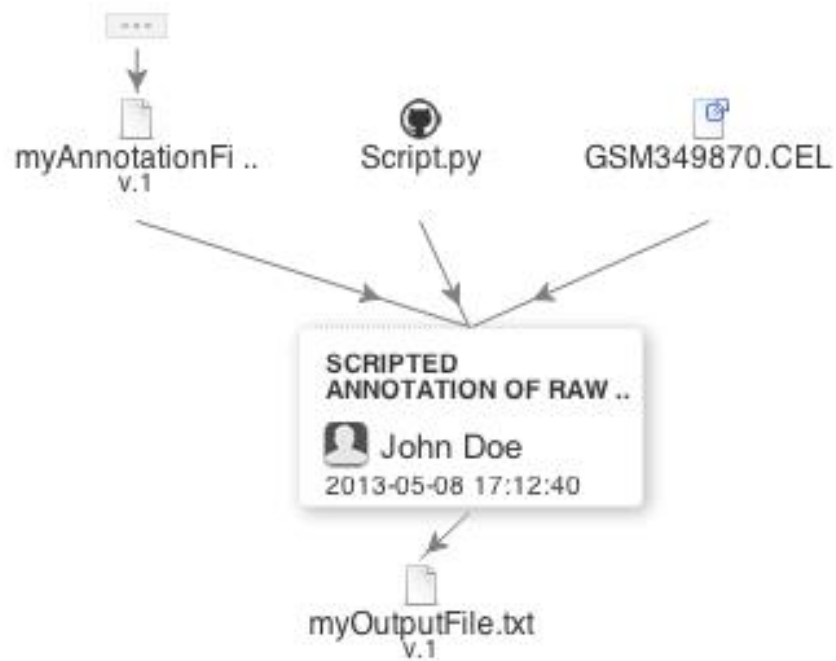 myAnnotationFi ..
v.1
Script.py
GSM349870.CEL
SCRIPTED
ANNOTATION OF RAW ..
John Doe
2013-05-08 17:12:40
myOutputFile.txt
v.1